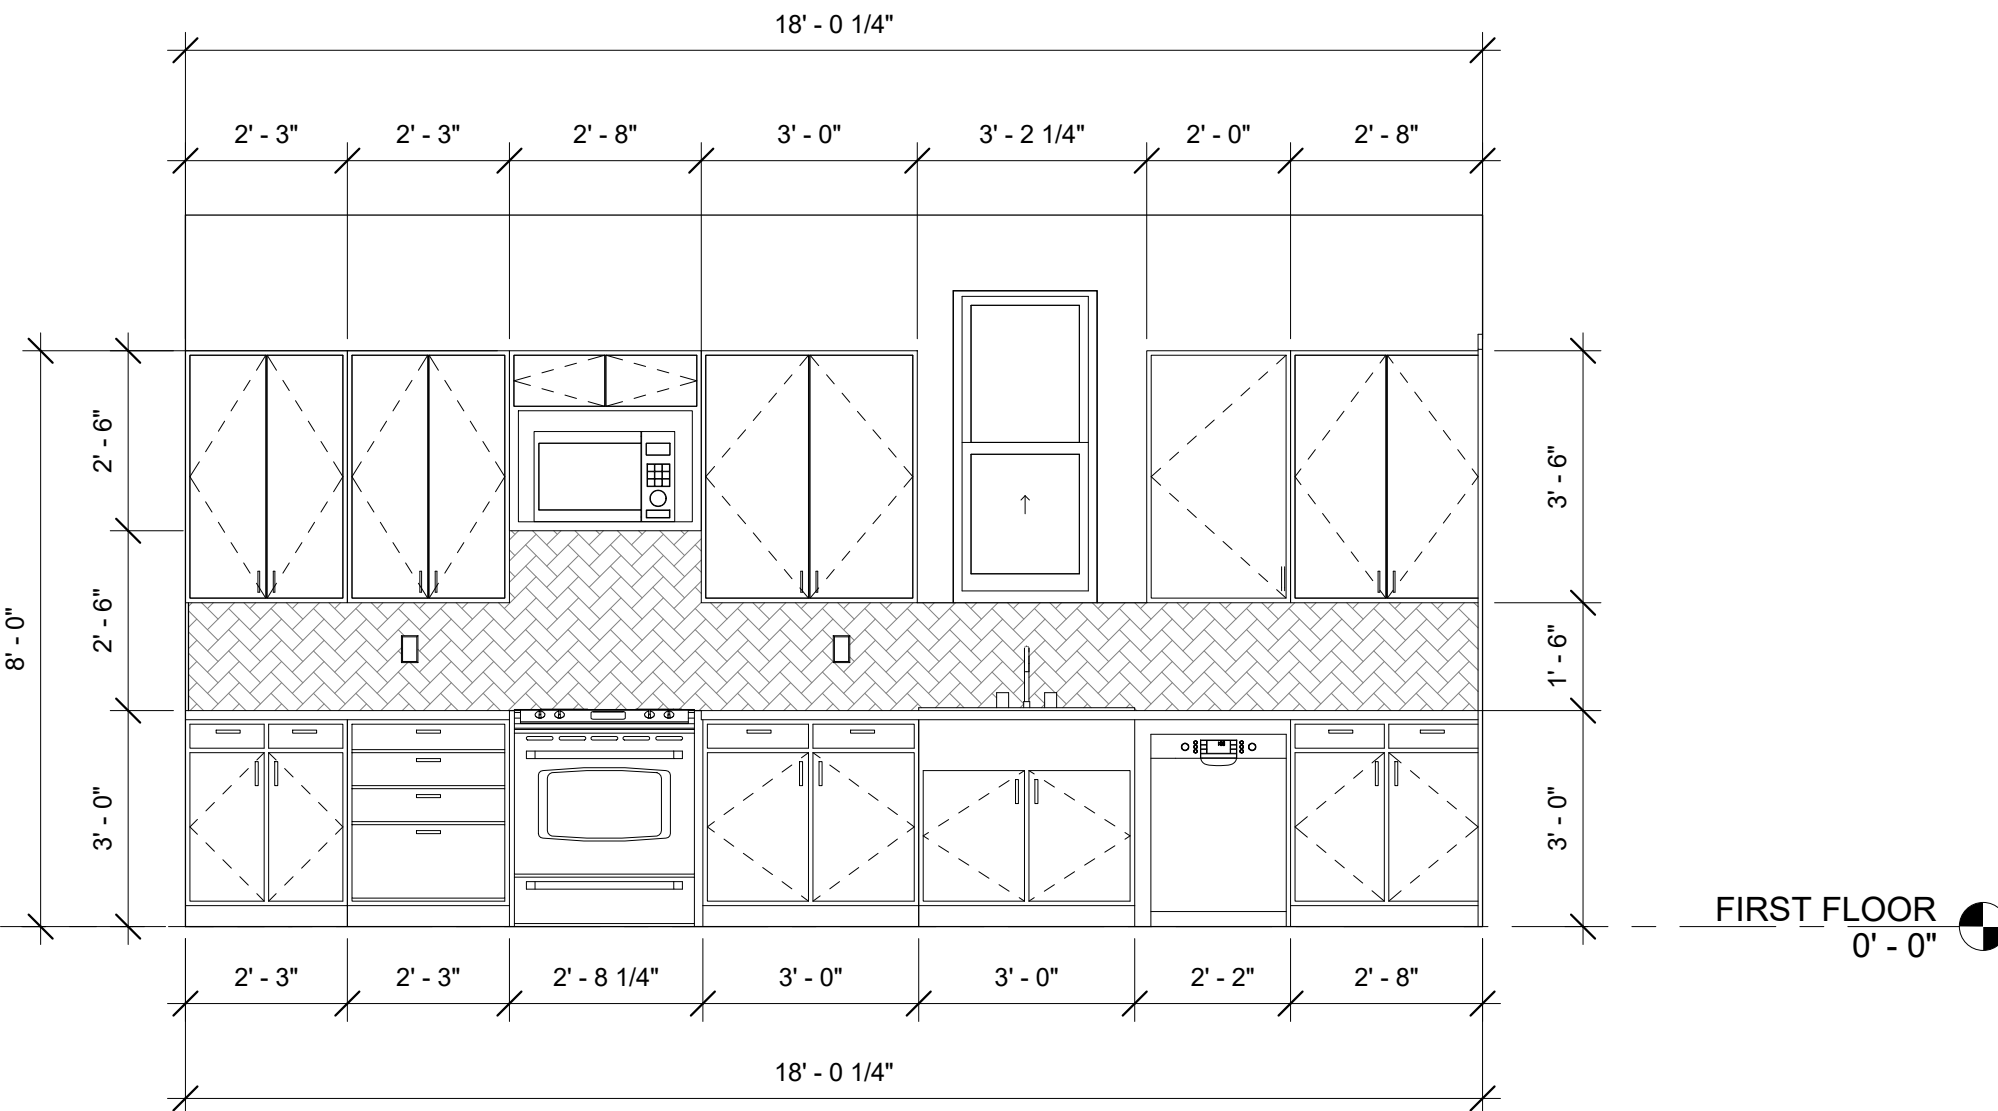 18' - 0 1/4"
2' - 3" 2' - 3" 2' - 8" 3' - 0" 3' - 2 1/4" 2' - 0" 2' - 8"
8' - 0"
2' - 6"
2' - 6"
3' - 0"
3' - 6"
1' - 6"
3' - 0"
FIRST FLOOR
0' - 0"
2' - 3" 2' - 3" 2' - 8 1/4" 3' - 0" 3' - 0" 2' - 2" 2' - 8"
18' - 0 1/4"